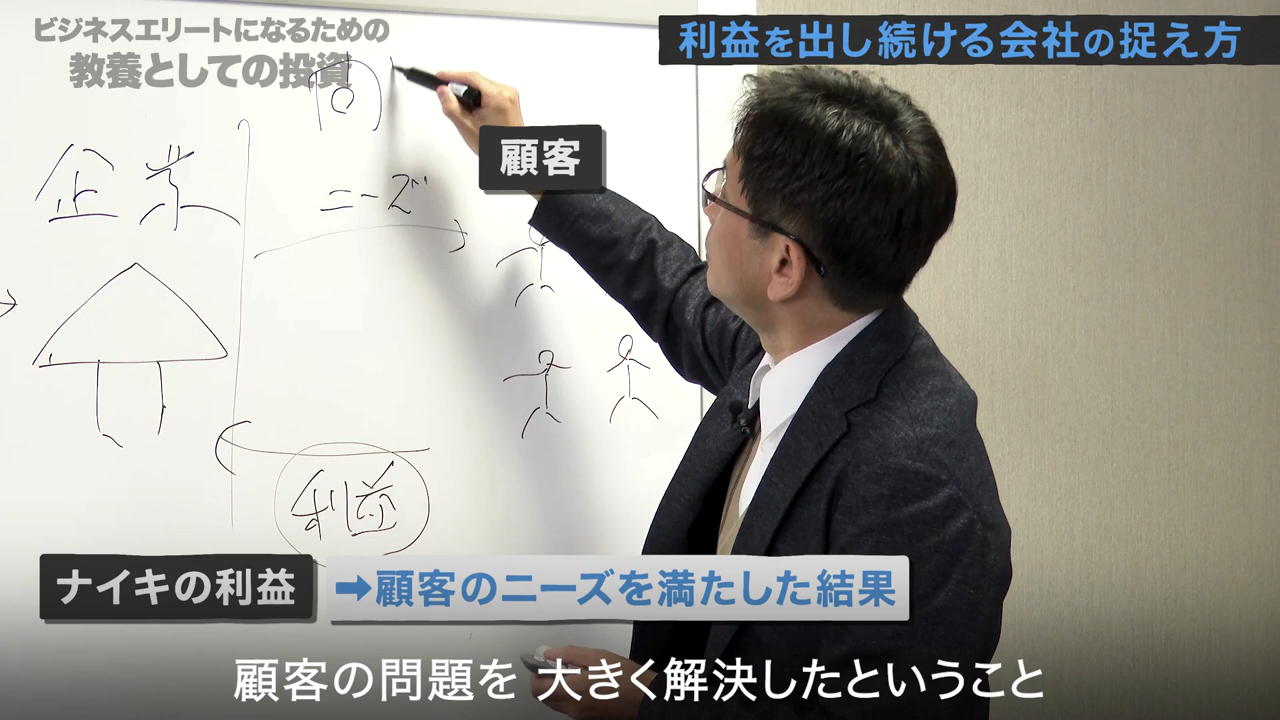 ビジネスエリートになるための
教養としての投資
利益を出し続ける会社の捉え方
顧客
企業
ニーズ
利益
ナイキの利益
➡顧客のニーズを満たした結果
顧客の問題を 大きく解決したということ